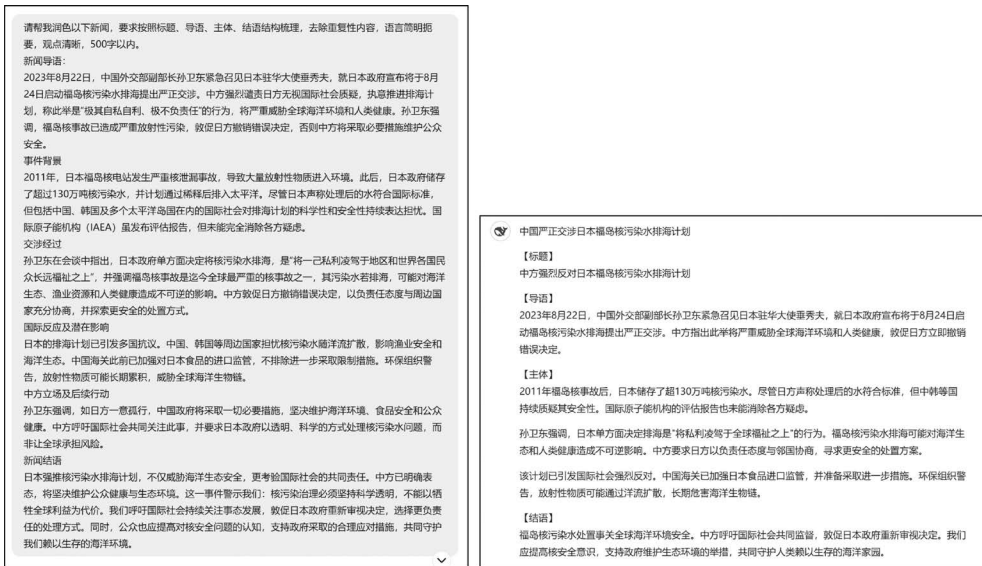 请帮我润色以下新闻，要求按照标题、导语、主体、结语结构梳理，去除重复性内容，语言简明扼
要，观点清晰，500字以内。
新闻导语：
2023年8月22日，中国外交部副部长孙卫东紧急召见日本驻华大使垂秀夫，就日本政府宣布将于8月
24日启动福岛核污染水排海提出严正交涉。中方强烈谴责日方无视国际社会质疑，执意推进排海计
划，称此举是“极其自私自利、极不负责任”的行为，将严重威胁全球海洋环境和人类健康。孙卫东强
调，福岛核事故已造成严重放射性污染，敦促日方撤销错误决定，否则中方将采取必要措施维护公众
安全。
事件背景
2011年，日本福岛核电站发生严重核泄漏事故，导致大量放射性物质进入环境。此后，日本政府储存
了超过130万吨核污染水，并计划通过稀释后排入太平洋。尽管日本声称处理后的水符合国际标准，
但包括中国、韩国及多个太平洋岛国在内的国际社会对排海计划的科学性和安全性持续表达担忧。国
际原子能机构（IAEA）虽发布评估报告，但未能完全消除各方疑虑。
交涉经过
孙卫东在会谈中指出，日本政府单方面决定将核污染水排海，是“将一己私利凌驾于地区和世界各国民
众长远福祉之上”，并强调福岛核事故是迄今全球最严重的核事故之一，其污染水若排海，可能对海洋
生态、渔业资源和人类健康造成不可逆的影响。中方敦促日方撤销错误决定，以负责任态度与周边国
家充分协商，并探索更安全的处置方式。
国际反应及潜在影响
日本的排海计划已引发多国抗议。中国、韩国等周边国家担忧核污染水随洋流扩散，影响渔业安全和
海洋生态。中国海关此前已加强对日本食品的进口监管，不排除进一步采取限制措施。环保组织警
告，放射性物质可能长期累积，威胁全球海洋生物链。
中方立场及后续行动
孙卫东强调，如日方一意孤行，中国政府将采取一切必要措施，坚决维护海洋环境、食品安全和公众
健康。中方呼吁国际社会共同关注此事，并要求日本政府以透明、科学的方式处理核污染水问题，而
非让全球承担风险。
新闻结语
日本强推核污染水排海计划，不仅威胁海洋生态安全，更考验国际社会的共同责任。中方已明确表
态，将坚决维护公众健康与生态环境。这一事件警示我们：核污染治理必须坚持科学透明，不能以牺
牲全球利益为代价。我们呼吁国际社会持续关注事态发展，敦促日本政府重新审视决定，选择更负责
任的处理方式。同时，公众也应提高对核安全问题的认知，支持政府采取的合理应对措施，共同守护
我们赖以生存的海洋环境。
中国严正交涉日本福岛核污染水排海计划
【标题】
中方强烈反对日本福岛核污染水排海计划
【导语】
2023年8月22日，中国外交部副部长孙卫东紧急召见日本驻华大使垂秀夫，就日本政府宣布将于8月24日启
动福岛核污染水排海提出严正交涉。中方指出此举将严重威胁全球海洋环境和人类健康，敦促日方立即撤销
错误决定。
【主体】
2011年福岛核事故后，日本储存了超130万吨核污染水。尽管日方声称处理后的水符合标准，但中韩等国
持续质疑其安全性。国际原子能机构的评估报告也未能消除各方疑虑。
孙卫东强调，日本单方面决定排海是"将私利凌驾于全球福祉之上"的行为。福岛核污染水排海可能对海洋生
态和人类健康造成不可逆影响。中方要求日方以负责任态度与邻国协商，寻求更安全的处置方案。
该计划已引发国际社会强烈反对。中国海关已加强日本食品进口监管，并准备采取进一步措施。环保组织警
告，放射性物质可能通过洋流扩散，长期危害海洋生物链。
【结语】
福岛核污染水处置事关全球海洋环境安全。中方呼吁国际社会共同监督，敦促日本政府重新审视决定。我们
应提高核安全意识，支持政府维护生态环境的举措，共同守护人类赖以生存的海洋家园。